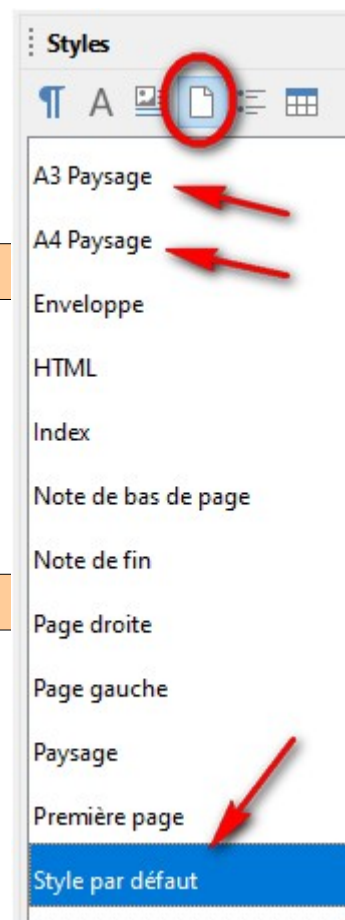 Styles
¶ A
A3 Paysage
A4 Paysage
Enveloppe
HTML
Index
Note de bas de page
Note de fin
Page droite
Page gauche
Paysage
Première page
Style par défaut